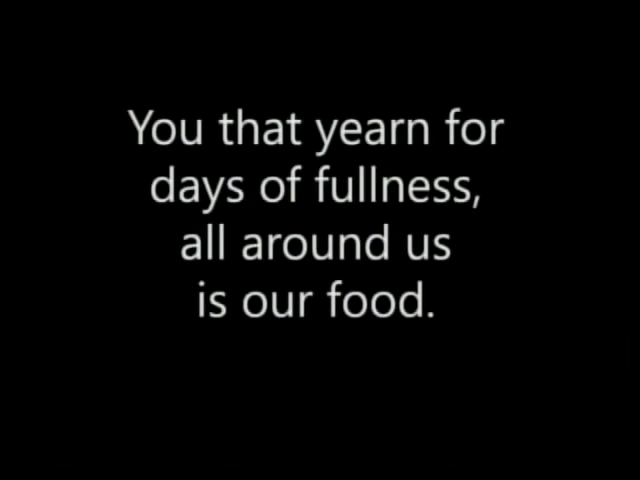 You that yearn for
days of fullness,
all around us
is our food.